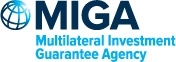 MIGA
Multilateral Investment
Guarantee Agency